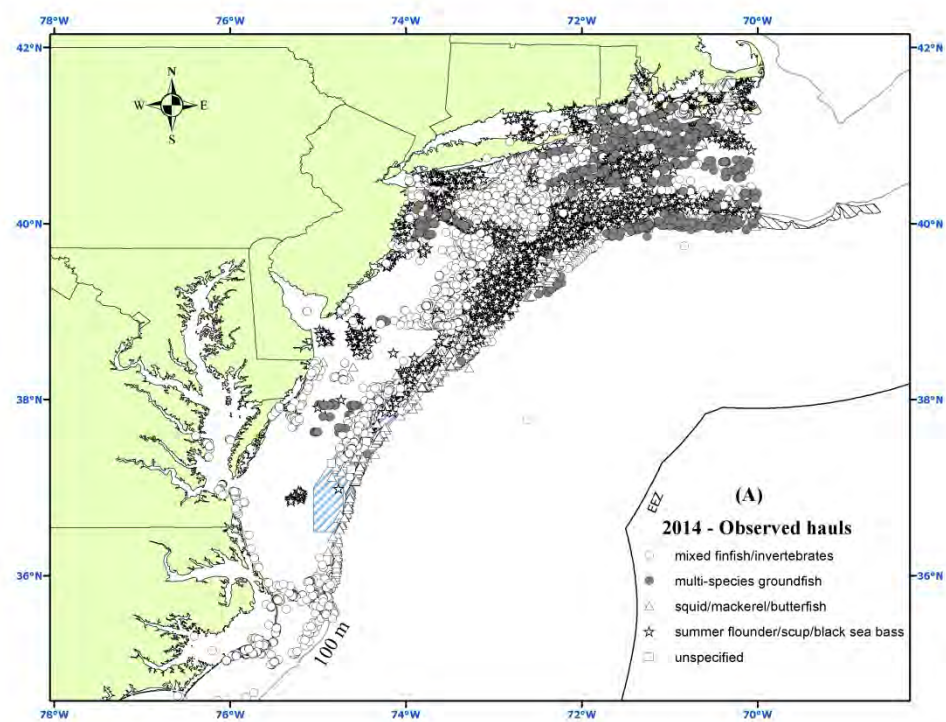 78°W 76°W 74°W 72°W 70°W
42°N 42°N
N
W E
S
40°N 40°N
38°N 38°N
EEZ
(A)
2014 - Observed hauls
mixed finfish/invertebrates
multi-species groundfish
36°N 36°N
squid/mackerel/butterfish
summer flounder/scup/black sea bass
100 m
unspecified
78°W 76°W 74°W 72°W 70°W